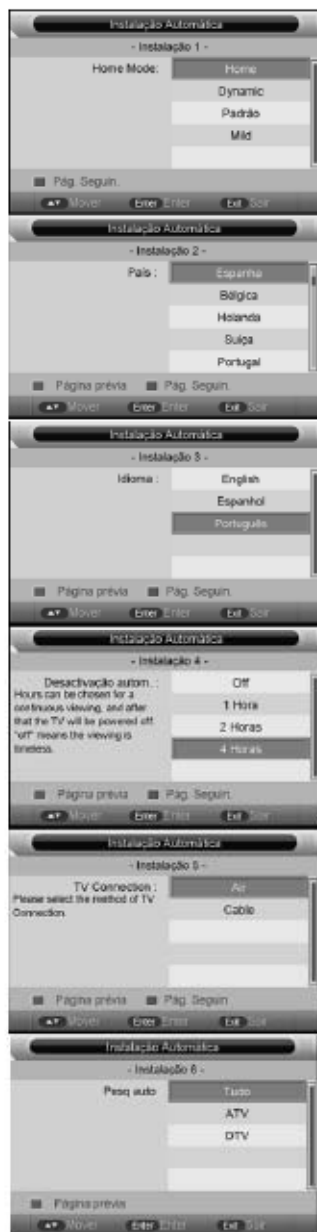 Instalação Automática
- Instalação 1 -
Home Mode: Home
Dynamic
Padrão
Mild
Pág. Seguin.
Mover Enter Enter Exit Sair
Instalação Automática
- Instalação 2 -
País : Espanha
Bélgica
Holanda
Suiça
Portugal
Página prévia Pág. Seguin.
Mover Enter Enter Exit Sair
Instalação Automática
- Instalação 3 -
Idioma : English
Espanhol
Português
Página prévia Pág. Seguin.
Mover Enter Enter Exit Sair
Instalação Automática
- Instalação 4 -
Desactivação autom. : Off
Hours can be chosen for a
continuous viewing, and after 1 Hora
that the TV will be powered off.
"off" means the viewing is 2 Horas
timeless. 4 Horas
Página prévia Pág. Seguin.
Mover Enter Enter Exit Sair
Instalação Automática
- Instalação 5 -
TV Connection : Air
Please select the method of TV
Connection. Cable
Página prévia Pág. Seguin.
Mover Enter Enter Exit Sair
Instalação Automática
- Instalação 6 -
Pesq auto Tudo
ATV
DTV
Página prévia
Mover Enter Enter Exit Sair